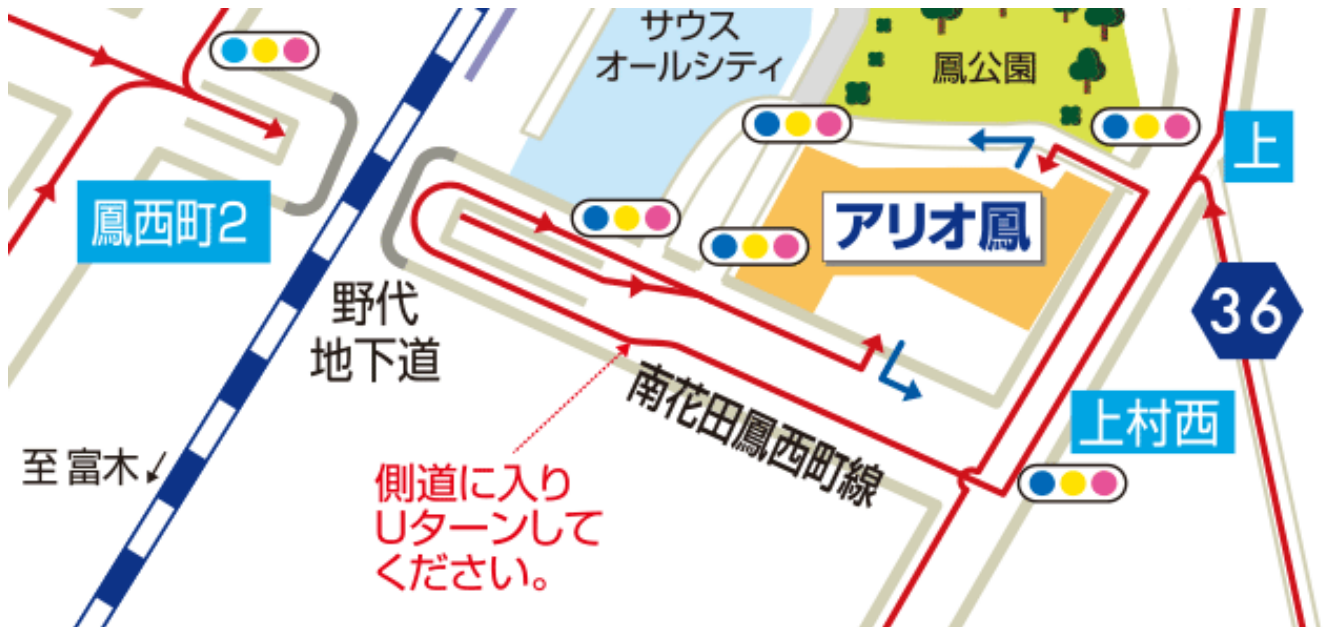 サウス
オールシティ
鳳公園
上
鳳西町2
アリオ鳳
36
野代
地下道
南花田鳳西町線
上村西
至 富木
側道に入り
Uターンして
ください。